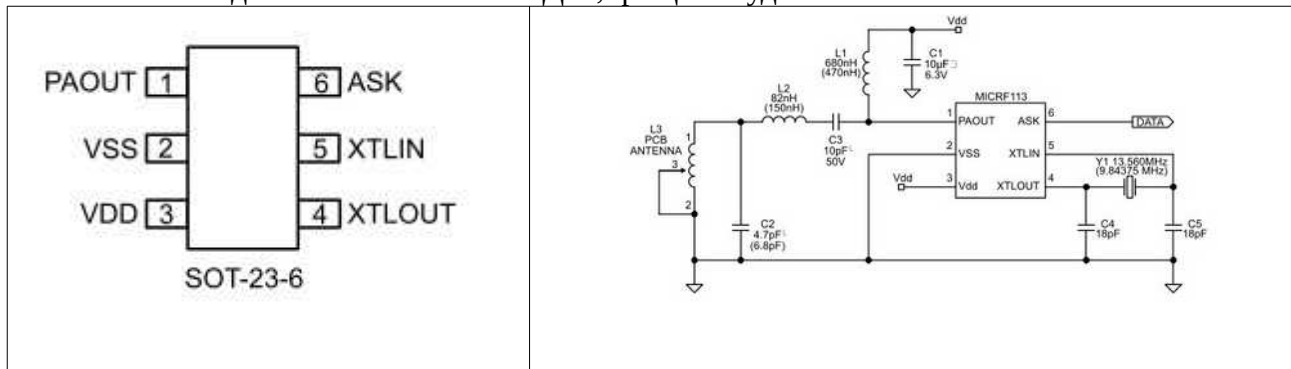 PAOUT 1 6 ASK
VSS 2 5 XTLIN
VDD 3 4 XTLOUT
SOT-23-6
Vdd
L1
680nH
(470nH)
C1
10µF
6.3V
L2
82nH
(150nH)
C3
10pF
50V
L3
PCB
ANTENNA
1
3
2
C2
4.7pF
(6.8pF)
MICRF113
1 PAOUT ASK 6
2 VSS XTLIN 5
3 Vdd XTLOUT 4
Vdd
DATA
Y1 13.560MHz
(9.84375 MHz)
C4
18pF
C5
18pF